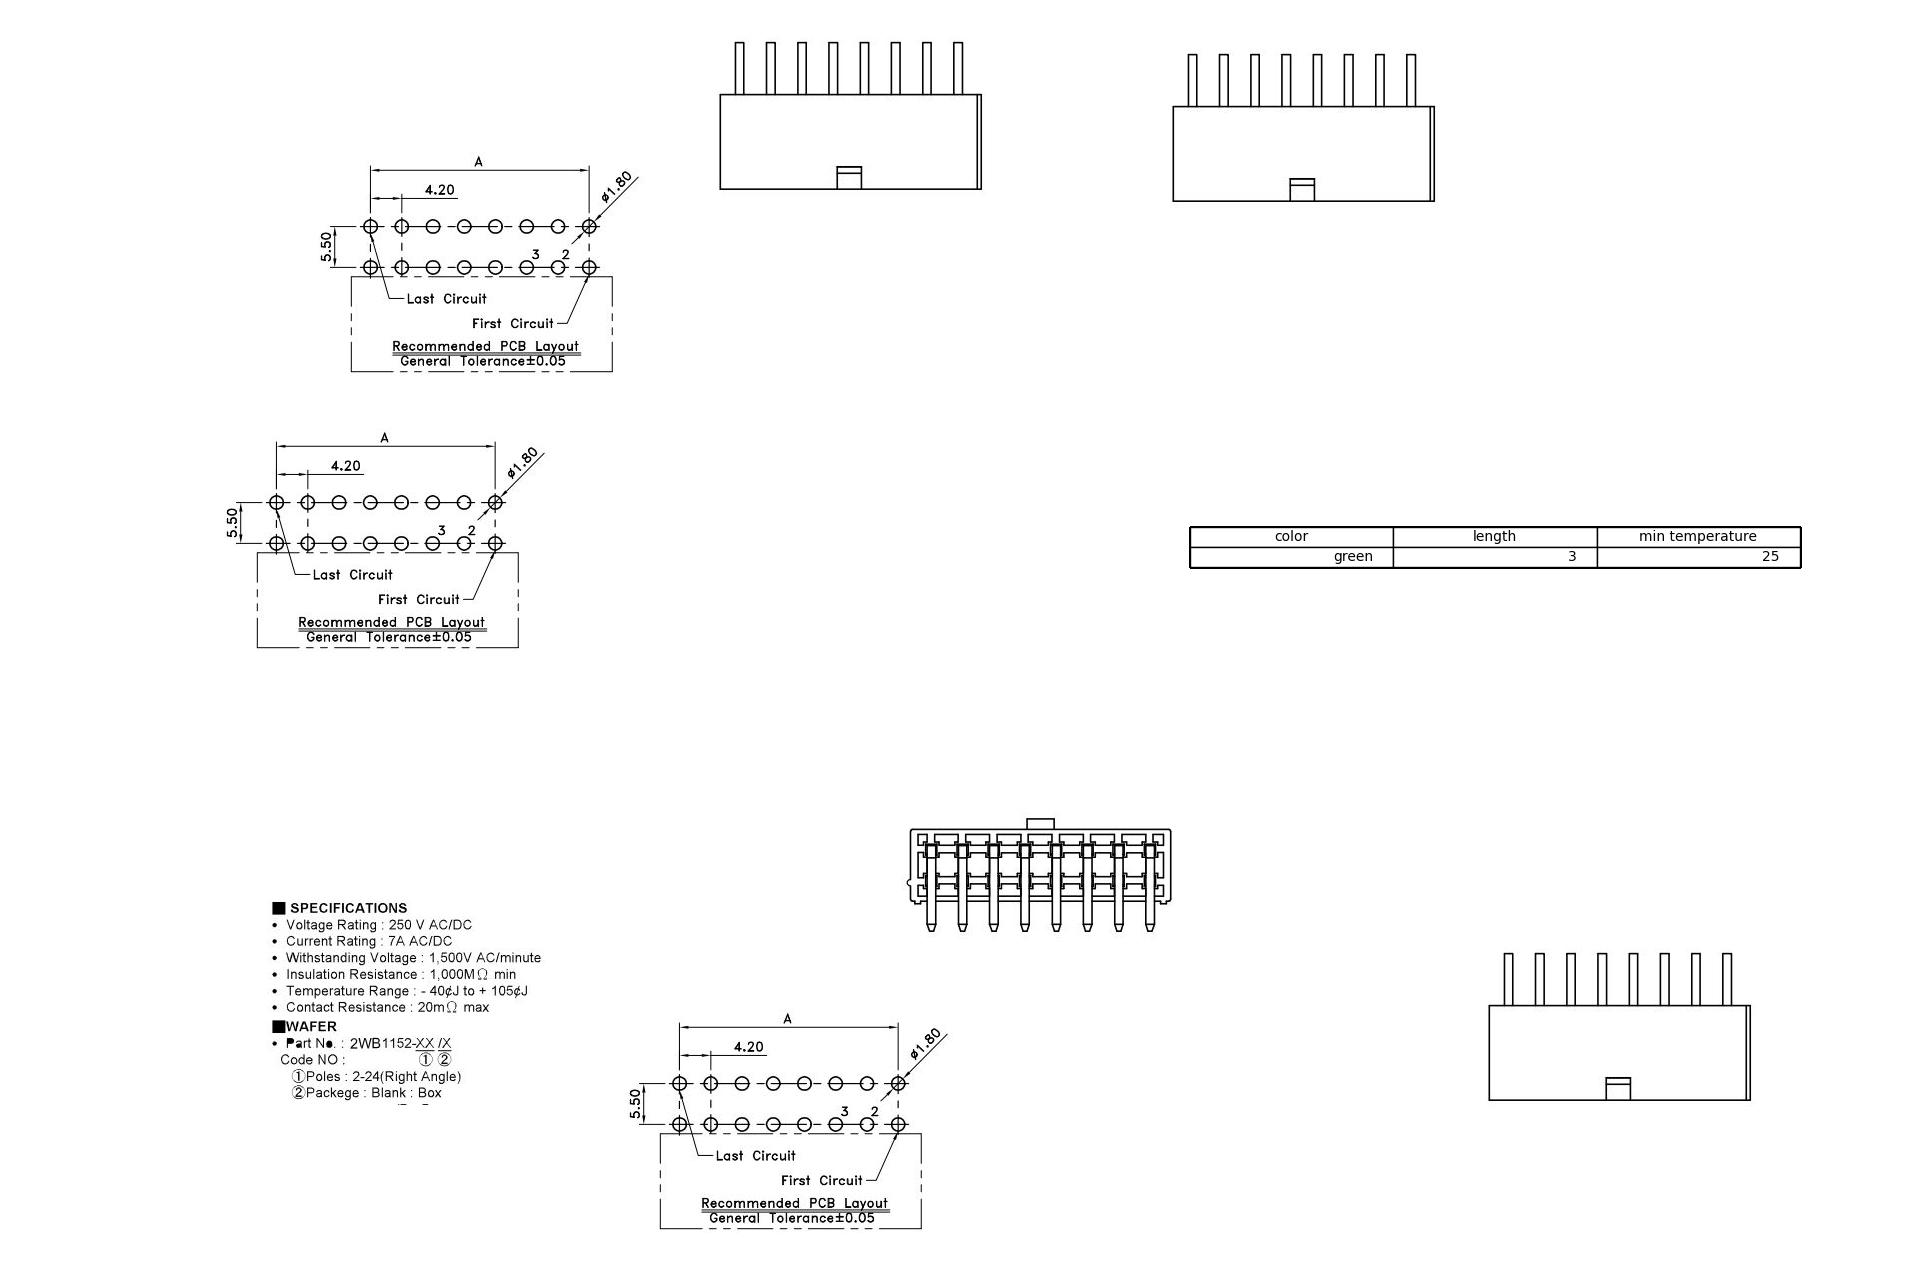 A
4.20
ø1.80
5.50
3 2
Last Circuit
First Circuit
Recommended PCB Layout
General Tolerance±0.05
A
4.20
ø1.80
5.50
3 2
Last Circuit
First Circuit
Recommended PCB Layout
General Tolerance±0.05
color length min temperature
green 3 25
■ SPECIFICATIONS
• Voltage Rating : 250 V AC/DC
• Current Rating : 7A AC/DC
• Withstanding Voltage : 1,500V AC/minute
• Insulation Resistance : 1,000MΩ min
• Temperature Range : - 40¢J to + 105¢J
• Contact Resistance : 20mΩ max
■WAFER
• Part No. : 2WB1152-XX /X
Code NO : ① ②
①Poles : 2-24(Right Angle)
②Packege : Blank : Box
A
4.20
ø1.80
5.50
3 2
Last Circuit
First Circuit
Recommended PCB Layout
General Tolerance±0.05